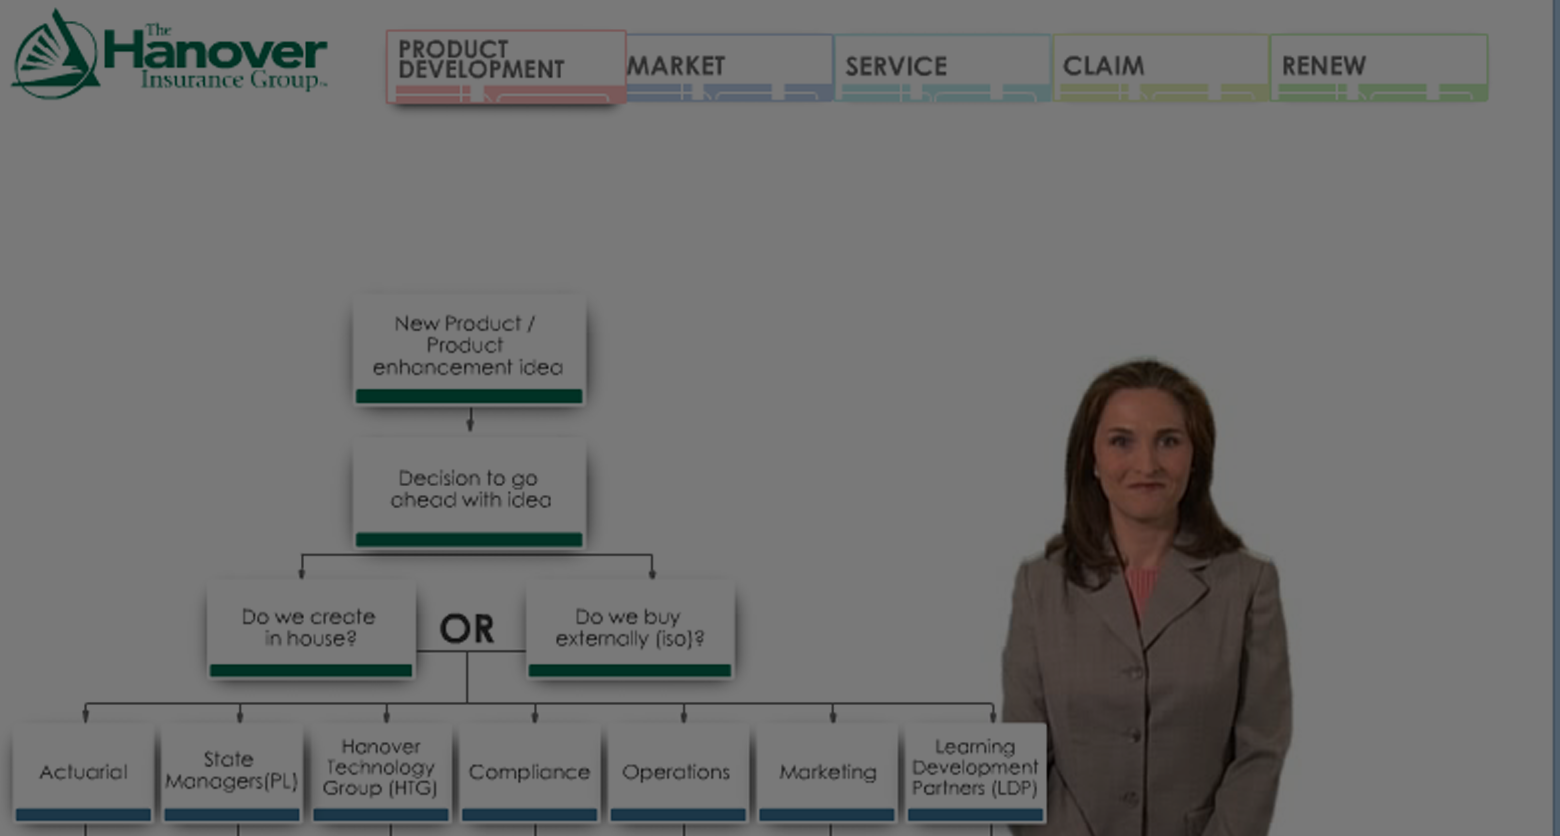 The
Hanover
Insurance Group™
PRODUCT
DEVELOPMENT
MARKET
SERVICE
CLAIM
RENEW
New Product /
Product
enhancement idea
Decision to go
ahead with idea
Do we create
in house?
OR
Do we buy
externally (iso)?
Actuarial
State
Managers(PL)
Hanover
Technology
Group (HTG)
Compliance
Operations
Marketing
Learning
Development
Partners (LDP)